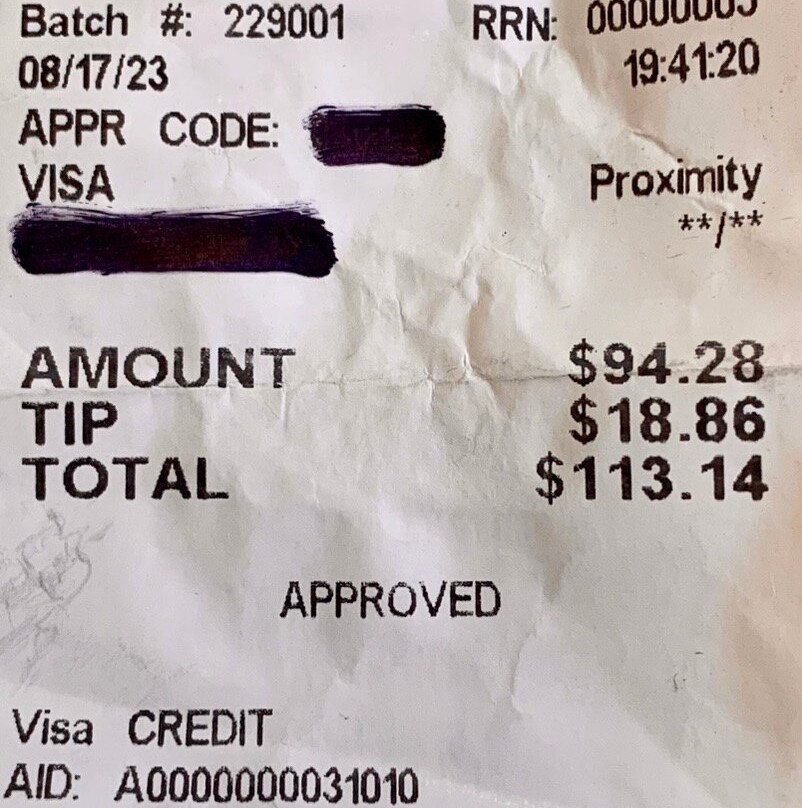 Batch #: 229001 RRN:
08/17/23 19:41:20
APPR CODE:
VISA Proximity
**/**
AMOUNT $94.28
TIP $18.86
TOTAL $113.14
APPROVED
Visa CREDIT
AID: A0000000031010